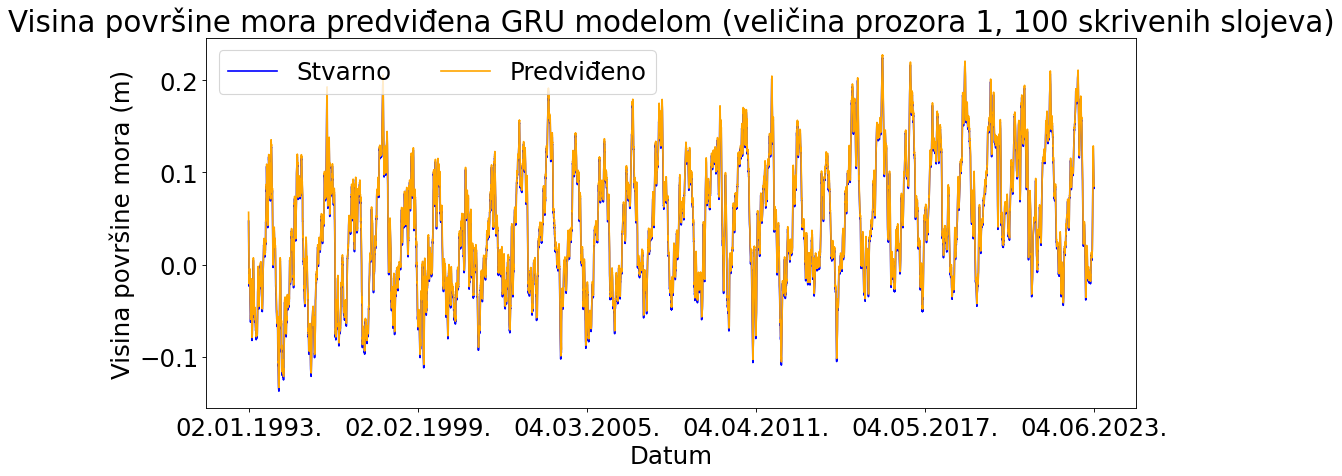 Visina površine mora predviđena GRU modelom (veličina prozora 1, 100 skrivenih slojeva)
Stvarno Predviđeno
Visina površine mora (m)
0.2
0.1
0.0
−0.1
02.01.1993. 02.02.1999. 04.03.2005. 04.04.2011. 04.05.2017. 04.06.2023.
Datum